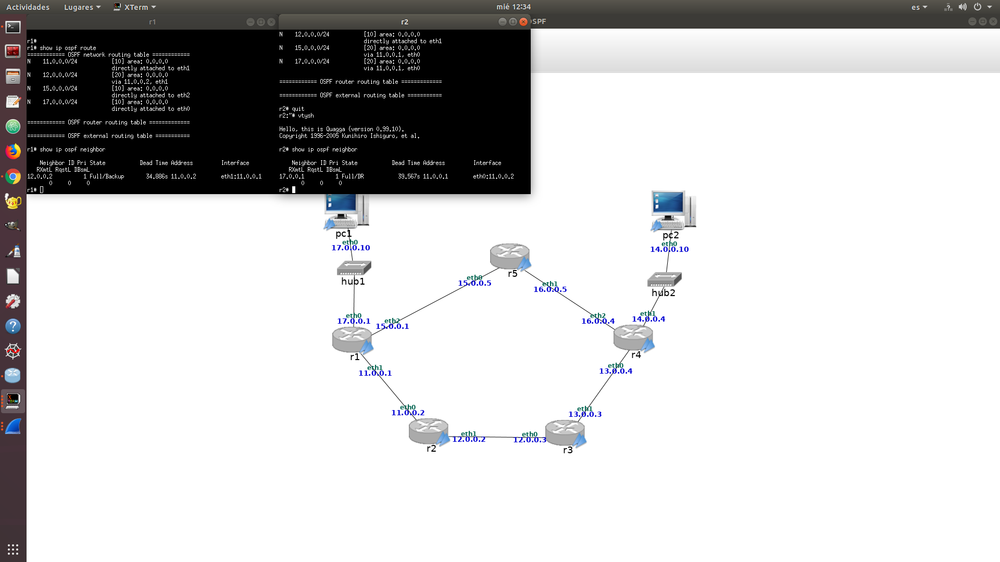 Actividades Lugares XTerm mié 12:34 es
r1
r1#
r1# show ip ospf route
============ OSPF network routing table ============
N    11.0.0.0/24           [10] area: 0.0.0.0
                           directly attached to eth1
N    12.0.0.0/24           [20] area: 0.0.0.0
                           via 11.0.0.2, eth1
N    15.0.0.0/24           [10] area: 0.0.0.0
                           directly attached to eth2
N    17.0.0.0/24           [10] area: 0.0.0.0
                           directly attached to eth0
============ OSPF router routing table =============
============ OSPF external routing table ===========
r1# show ip ospf neighbor
    Neighbor ID Pri State           Dead Time Address         Interface
   RXmtL RqstL DBsmL
12.0.0.2          1 Full/Backup       34.886s 11.0.0.2        eth1:11.0.0.1
       0     0     0
r1#
r2
N    12.0.0.0/24           [10] area: 0.0.0.0
                           directly attached to eth1
N    15.0.0.0/24           [20] area: 0.0.0.0
                           via 11.0.0.1, eth0
N    17.0.0.0/24           [20] area: 0.0.0.0
                           via 11.0.0.1, eth0
============ OSPF router routing table =============
============ OSPF external routing table ===========
r2# quit
r2:~# vtysh
Hello, this is Quagga (version 0.99.10).
Copyright 1996-2005 Kunihiro Ishiguro, et al.
r2# show ip ospf neighbor
    Neighbor ID Pri State           Dead Time Address         Interface
   RXmtL RqstL DBsmL
17.0.0.1          1 Full/DR           39.567s 11.0.0.1        eth0:11.0.0.2
       0     0     0
r2#
OSPF
X TERM
pc1
eth0
17.0.0.10
hub1
eth0
17.0.0.1
eth2
15.0.0.1
r1
eth1
11.0.0.1
eth0
15.0.0.5
r5
eth1
16.0.0.5
pc2
eth0
14.0.0.10
hub2
eth1
14.0.0.4
eth2
16.0.0.4
r4
eth0
13.0.0.4
eth1
13.0.0.3
eth0
11.0.0.2
r2
eth1
12.0.0.2
eth0
12.0.0.3
r3